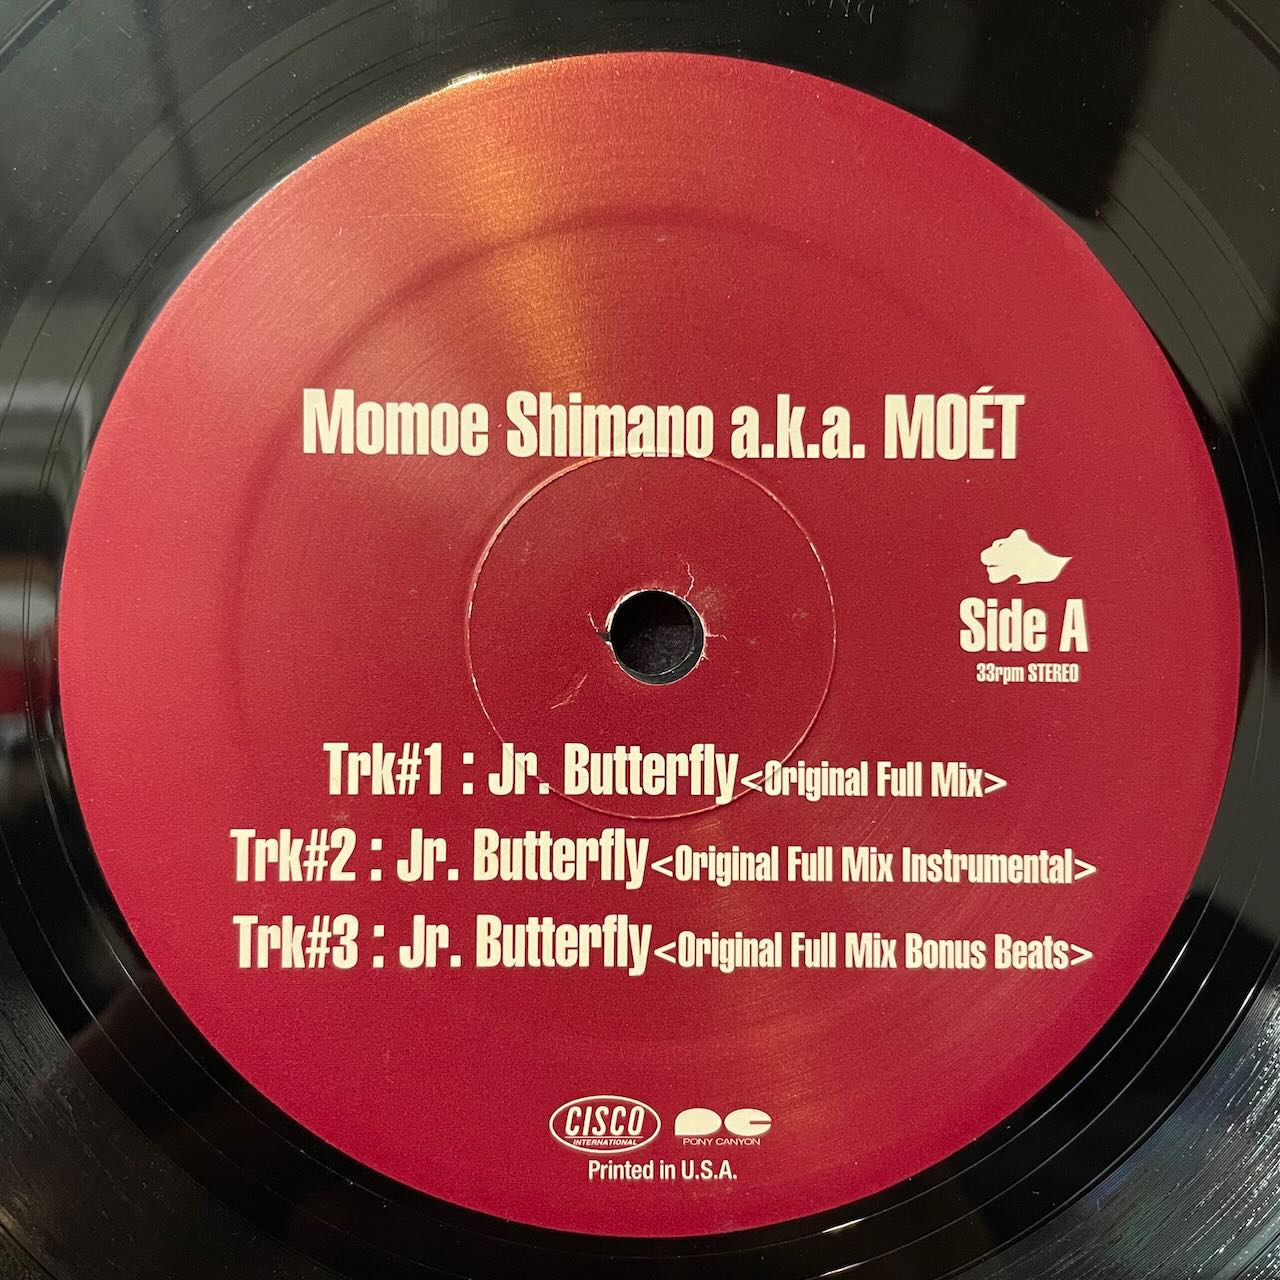 Momoe Shimano a.k.a. MOÉT
Side A
33rpm STEREO
Trk#1 : Jr. Butterfly<Original Full Mix>
Trk#2 : Jr. Butterfly<Original Full Mix Instrumental>
Trk#3 : Jr. Butterfly<Original Full Mix Bonus Beats>
CISCO
INTERNATIONAL
PC
PONY CANYON
Printed in U.S.A.